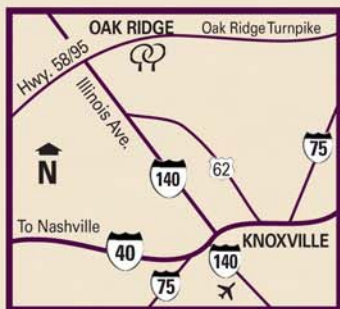 OAK RIDGE
Oak Ridge Turnpike
Hwy. 58/95
Illinois Ave.
75
N
140
62
To Nashville
KNOXVILLE
40
140
75